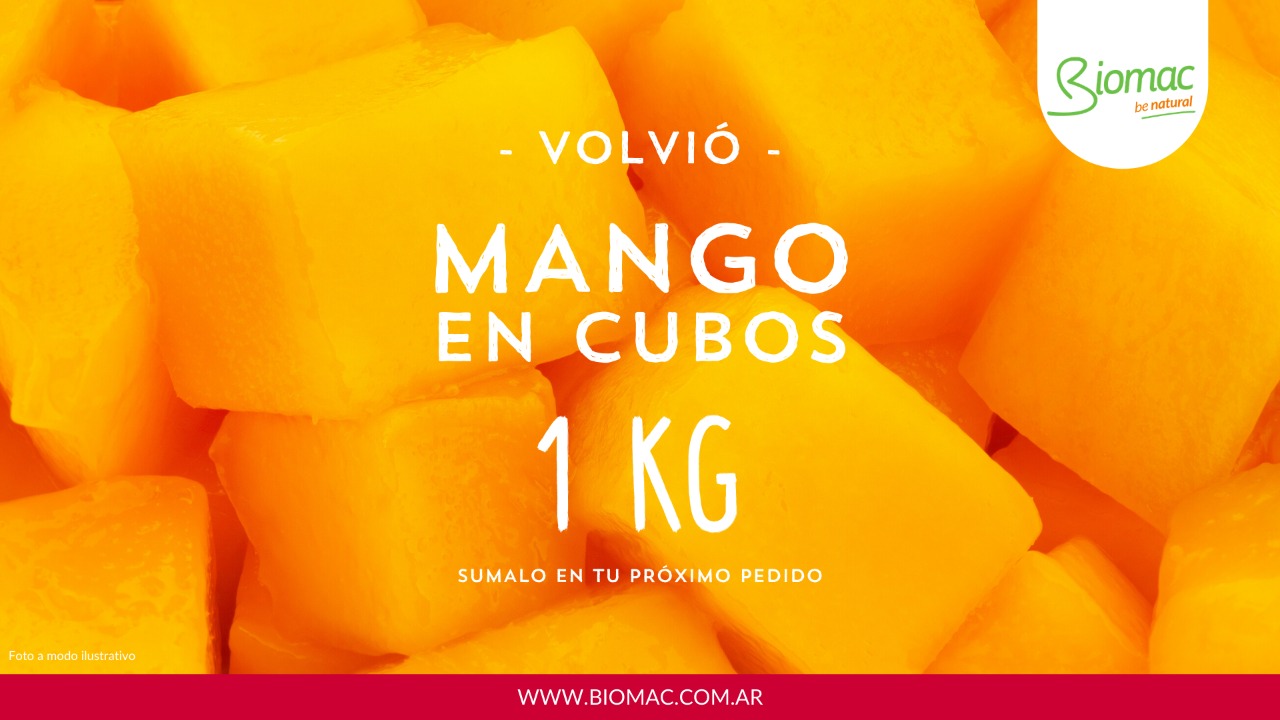 Biomac
be natural
- VOLVIÓ -
MANGO
EN CUBOS
1 KG
SUMALO EN TU PRÓXIMO PEDIDO
Foto a modo ilustrativo
WWW.BIOMAC.COM.AR